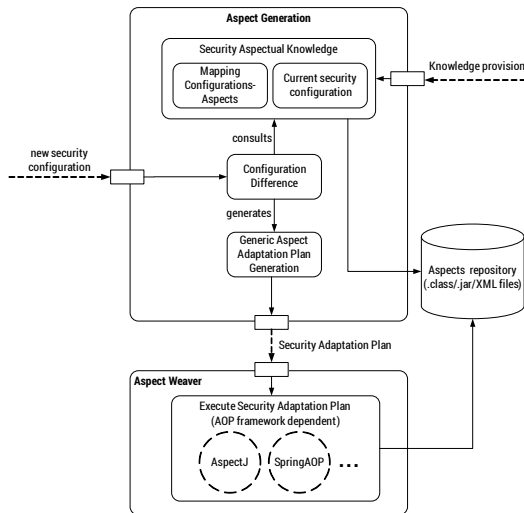 Aspect Generation
Security Aspectual Knowledge
Mapping
Configurations-
Aspects
Current security
configuration
Knowledge provision
consults
new security
configuration
Configuration
Difference
generates
Generic Aspect
Adaptation Plan
Generation
Aspects repository
(.class/.jar/XML files)
Security Adaptation Plan
Aspect Weaver
Execute Security Adaptation Plan
(AOP framework dependent)
AspectJ
SpringAOP
...